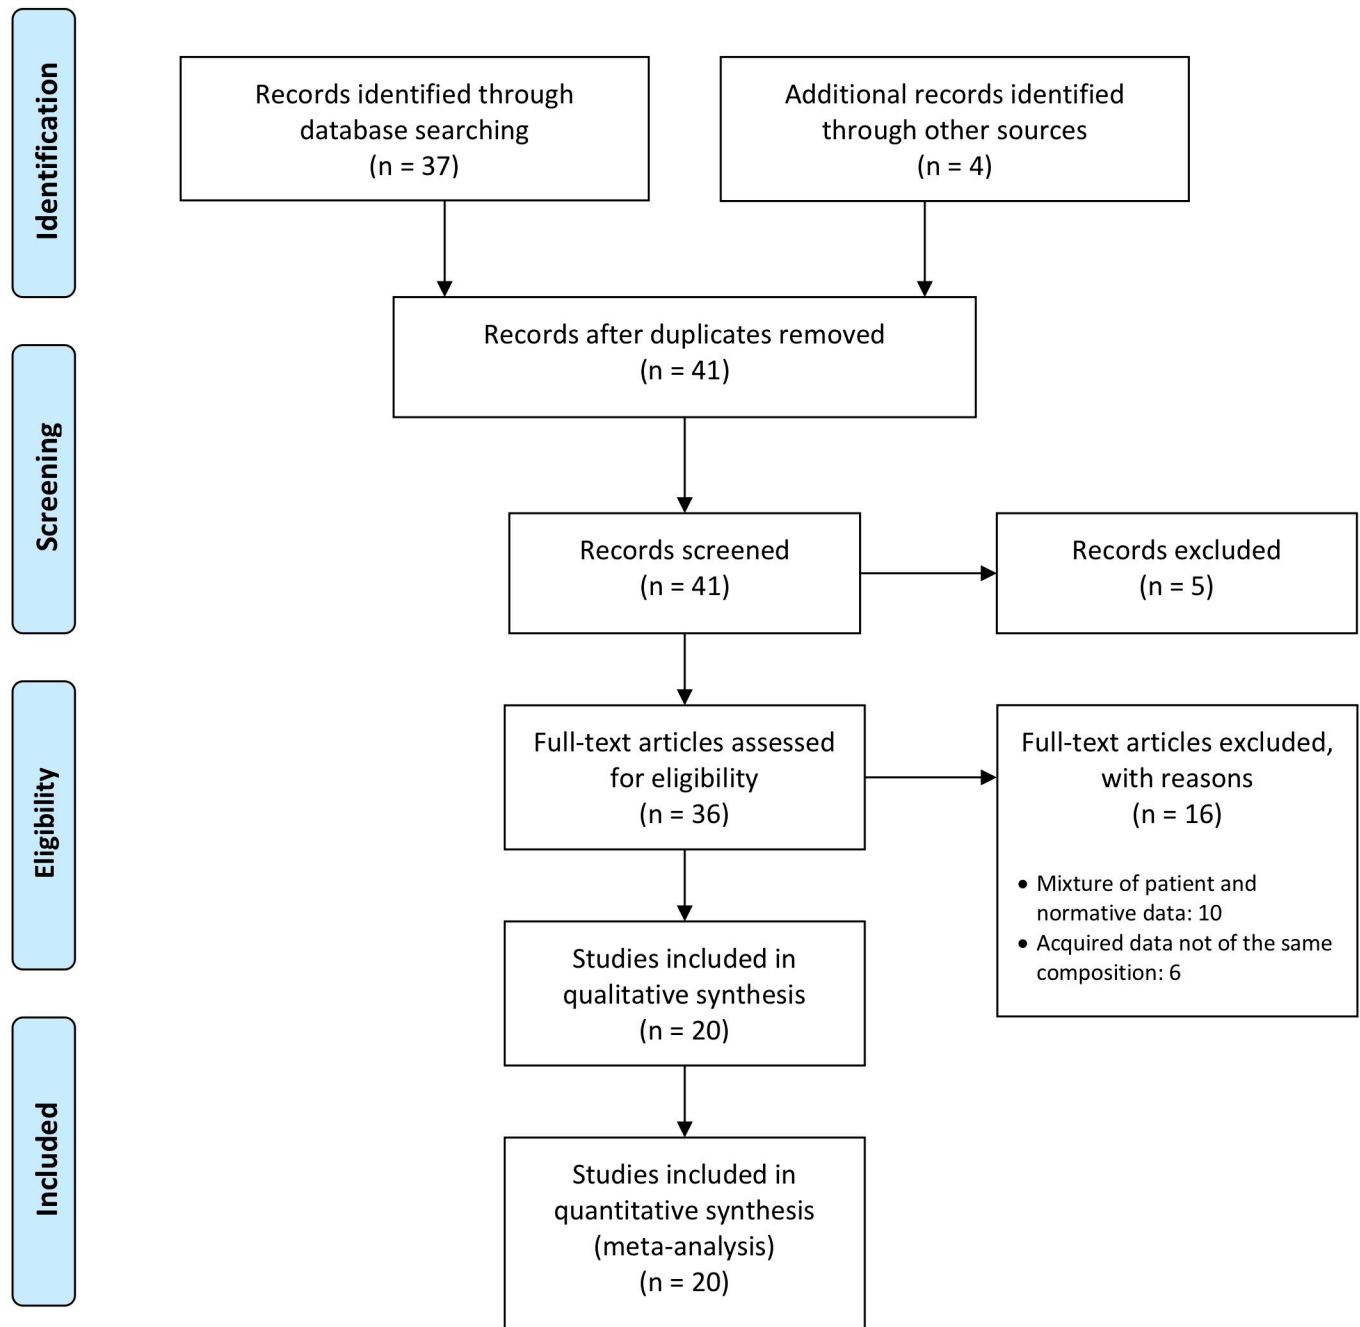 Identification
Records identified through
database searching
(n = 37)
Additional records identified
through other sources
(n = 4)
Records after duplicates removed
(n = 41)
Screening
Records screened
(n = 41)
Records excluded
(n = 5)
Eligibility
Full-text articles assessed
for eligibility
(n = 36)
Full-text articles excluded,
with reasons
(n = 16)
• Mixture of patient and
normative data: 10
• Acquired data not of the same
composition: 6
Studies included in
qualitative synthesis
(n = 20)
Included
Studies included in
quantitative synthesis
(meta-analysis)
(n = 20)